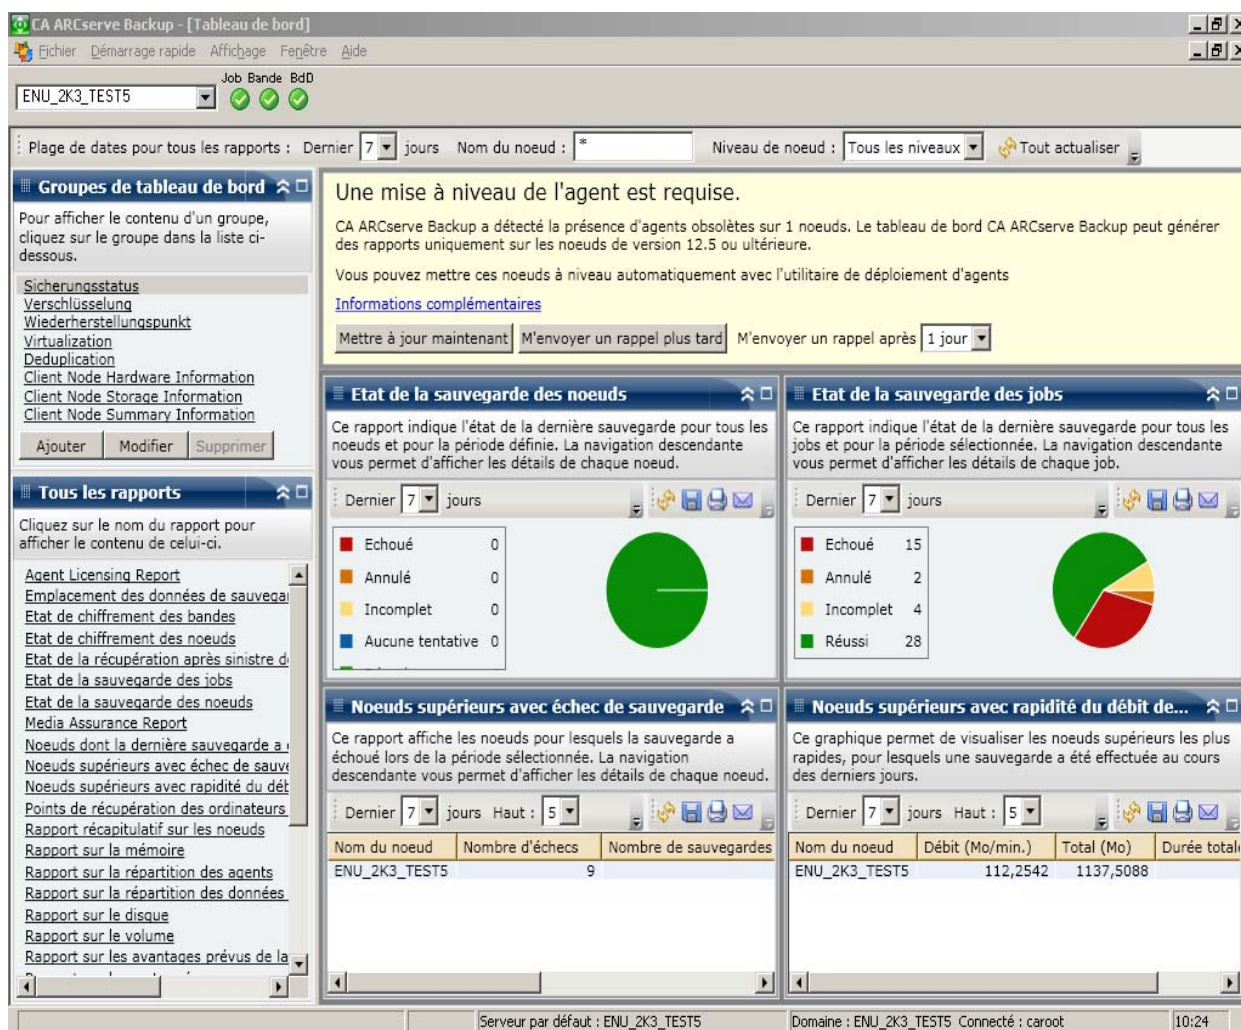 CA ARCserve Backup - [Tableau de bord]
Fichier Démarrage rapide Affichage Fenêtre Aide
Job Bande BdD
ENU_2K3_TEST5
Plage de dates pour tous les rapports : Dernier 7 jours Nom du noeud : * Niveau de noeud : Tous les niveaux Tout actualiser
Groupes de tableau de bord
Pour afficher le contenu d'un groupe,
cliquez sur le groupe dans la liste ci-
dessous.
Sicherungsstatus
Verschlüsselung
Wiederherstellungspunkt
Virtualization
Deduplication
Client Node Hardware Information
Client Node Storage Information
Client Node Summary Information
Ajouter Modifier Supprimer
Tous les rapports
Cliquez sur le nom du rapport pour
afficher le contenu de celui-ci.
Agent Licensing Report
Emplacement des données de sauvegar
Etat de chiffrement des bandes
Etat de chiffrement des noeuds
Etat de la récupération après sinistre d
Etat de la sauvegarde des jobs
Etat de la sauvegarde des noeuds
Media Assurance Report
Noeuds dont la dernière sauvegarde a
Noeuds supérieurs avec échec de sauve
Noeuds supérieurs avec rapidité du déb
Points de récupération des ordinateurs
Rapport récapitulatif sur les noeuds
Rapport sur la mémoire
Rapport sur la répartition des agents
Rapport sur la répartition des données
Rapport sur le disque
Rapport sur le volume
Rapport sur les avantages prévus de la
Une mise à niveau de l'agent est requise.
CA ARCserve Backup a détecté la présence d'agents obsolètes sur 1 noeuds. Le tableau de bord CA ARCserve Backup peut générer
des rapports uniquement sur les noeuds de version 12.5 ou ultérieure.
Vous pouvez mettre ces noeuds à niveau automatiquement avec l'utilitaire de déploiement d'agents
Informations complémentaires
Mettre à jour maintenant M'envoyer un rappel plus tard M'envoyer un rappel après 1 jour
Etat de la sauvegarde des noeuds
Ce rapport indique l'état de la dernière sauvegarde pour tous les
noeuds et pour la période définie. La navigation descendante
vous permet d'afficher les détails de chaque noeud.
Dernier 7 jours
Echoué 0
Annulé 0
Incomplet 0
Aucune tentative 0
Etat de la sauvegarde des jobs
Ce rapport indique l'état de la dernière sauvegarde pour tous les
jobs et pour la période sélectionnée. La navigation descendante
vous permet d'afficher les détails de chaque job.
Dernier 7 jours
Echoué 15
Annulé 2
Incomplet 4
Réussi 28
Noeuds supérieurs avec échec de sauvegarde
Ce rapport affiche les noeuds pour lesquels la sauvegarde a
échoué lors de la période sélectionnée. La navigation
descendante vous permet d'afficher les détails de chaque noeud.
Dernier 7 jours Haut : 5
Nom du noeud Nombre d'échecs Nombre de sauvegardes
ENU_2K3_TEST5 9
Noeuds supérieurs avec rapidité du débit de...
Ce graphique permet de visualiser les noeuds supérieurs les plus
rapides, pour lesquels une sauvegarde a été effectuée au cours
des derniers jours.
Dernier 7 jours Haut : 5
Nom du noeud Débit (Mo/min.) Total (Mo) Durée total
ENU_2K3_TEST5 112,2542 1137,5088
Serveur par défaut : ENU_2K3_TEST5 Domaine : ENU_2K3_TEST5 Connecté : caroot 10:24